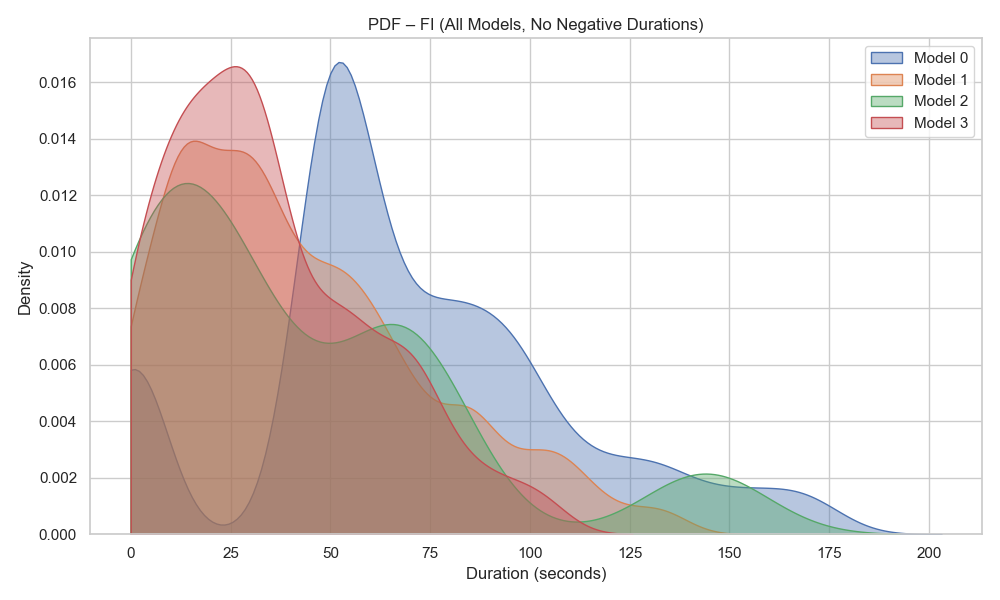 PDF – FI (All Models, No Negative Durations)
Model 0
Model 1
Model 2
Model 3
Density
0.016
0.014
0.012
0.010
0.008
0.006
0.004
0.002
0.000
0 25 50 75 100 125 150 175 200
Duration (seconds)